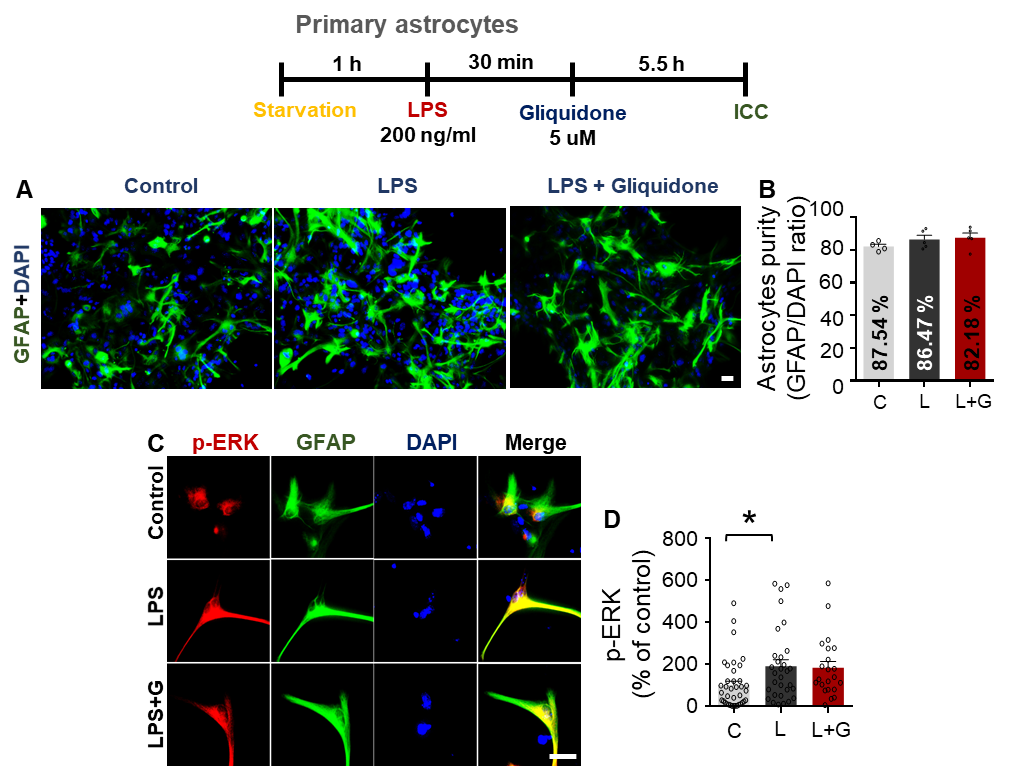 Primary astrocytes
1 h
30 min
5.5 h
Starvation
LPS
200 ng/ml
Gliquidone
5 uM
ICC
A
Control
LPS
LPS + Gliquidone
GFAP+DAPI
B
Astrocytes purity
(GFAP/DAPI ratio)
100
80
60
40
20
0
87.54 %
86.47 %
82.18 %
C
L
L+G
C
p-ERK
GFAP
DAPI
Merge
Control
LPS
LPS+G
D
*
p-ERK
(% of control)
800
600
400
200
0
C
L
L+G